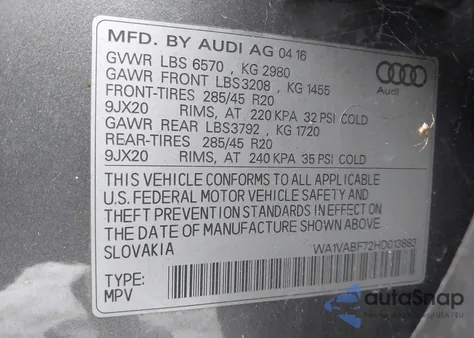 MFD. BY AUDI AG 04 16
GVWR LBS 6570 , KG 2980
GAWR FRONT LBS3208 , KG 1455
FRONT-TIRES 285/45 R20
9JX20 RIMS, AT 220 KPA 32 PSI COLD
GAWR REAR LBS3792 , KG 1720
REAR-TIRES 285/45 R20
9JX20 RIMS, AT 240 KPA 35 PSI COLD
THIS VEHICLE CONFORMS TO ALL APPLICABLE
U.S. FEDERAL MOTOR VEHICLE SAFETY AND
THEFT PREVENTION STANDARDS IN EFFECT ON
THE DATE OF MANUFACTURE SHOWN ABOVE.
SLOVAKIA WA1VABF72HD013883
TYPE:
MPV
Audi
autoSnap